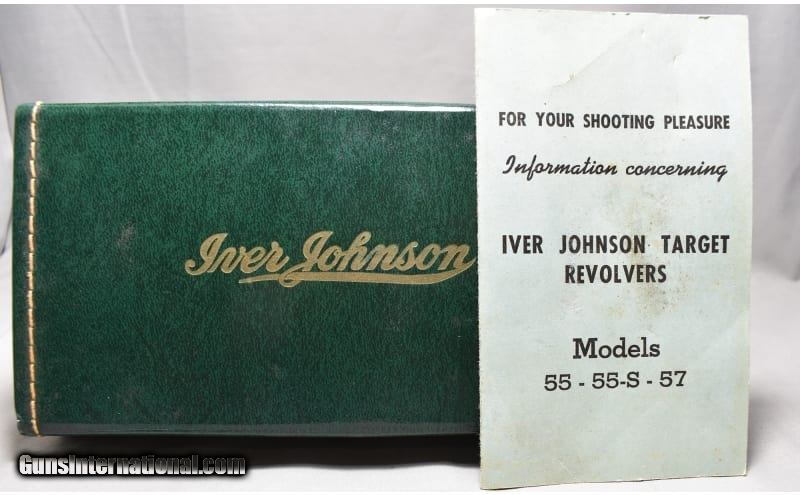 Iver Johnson
FOR YOUR SHOOTING PLEASURE
Information concerning
IVER JOHNSON TARGET
REVOLVERS
Models
55 - 55-S - 57
GunsInternational.com